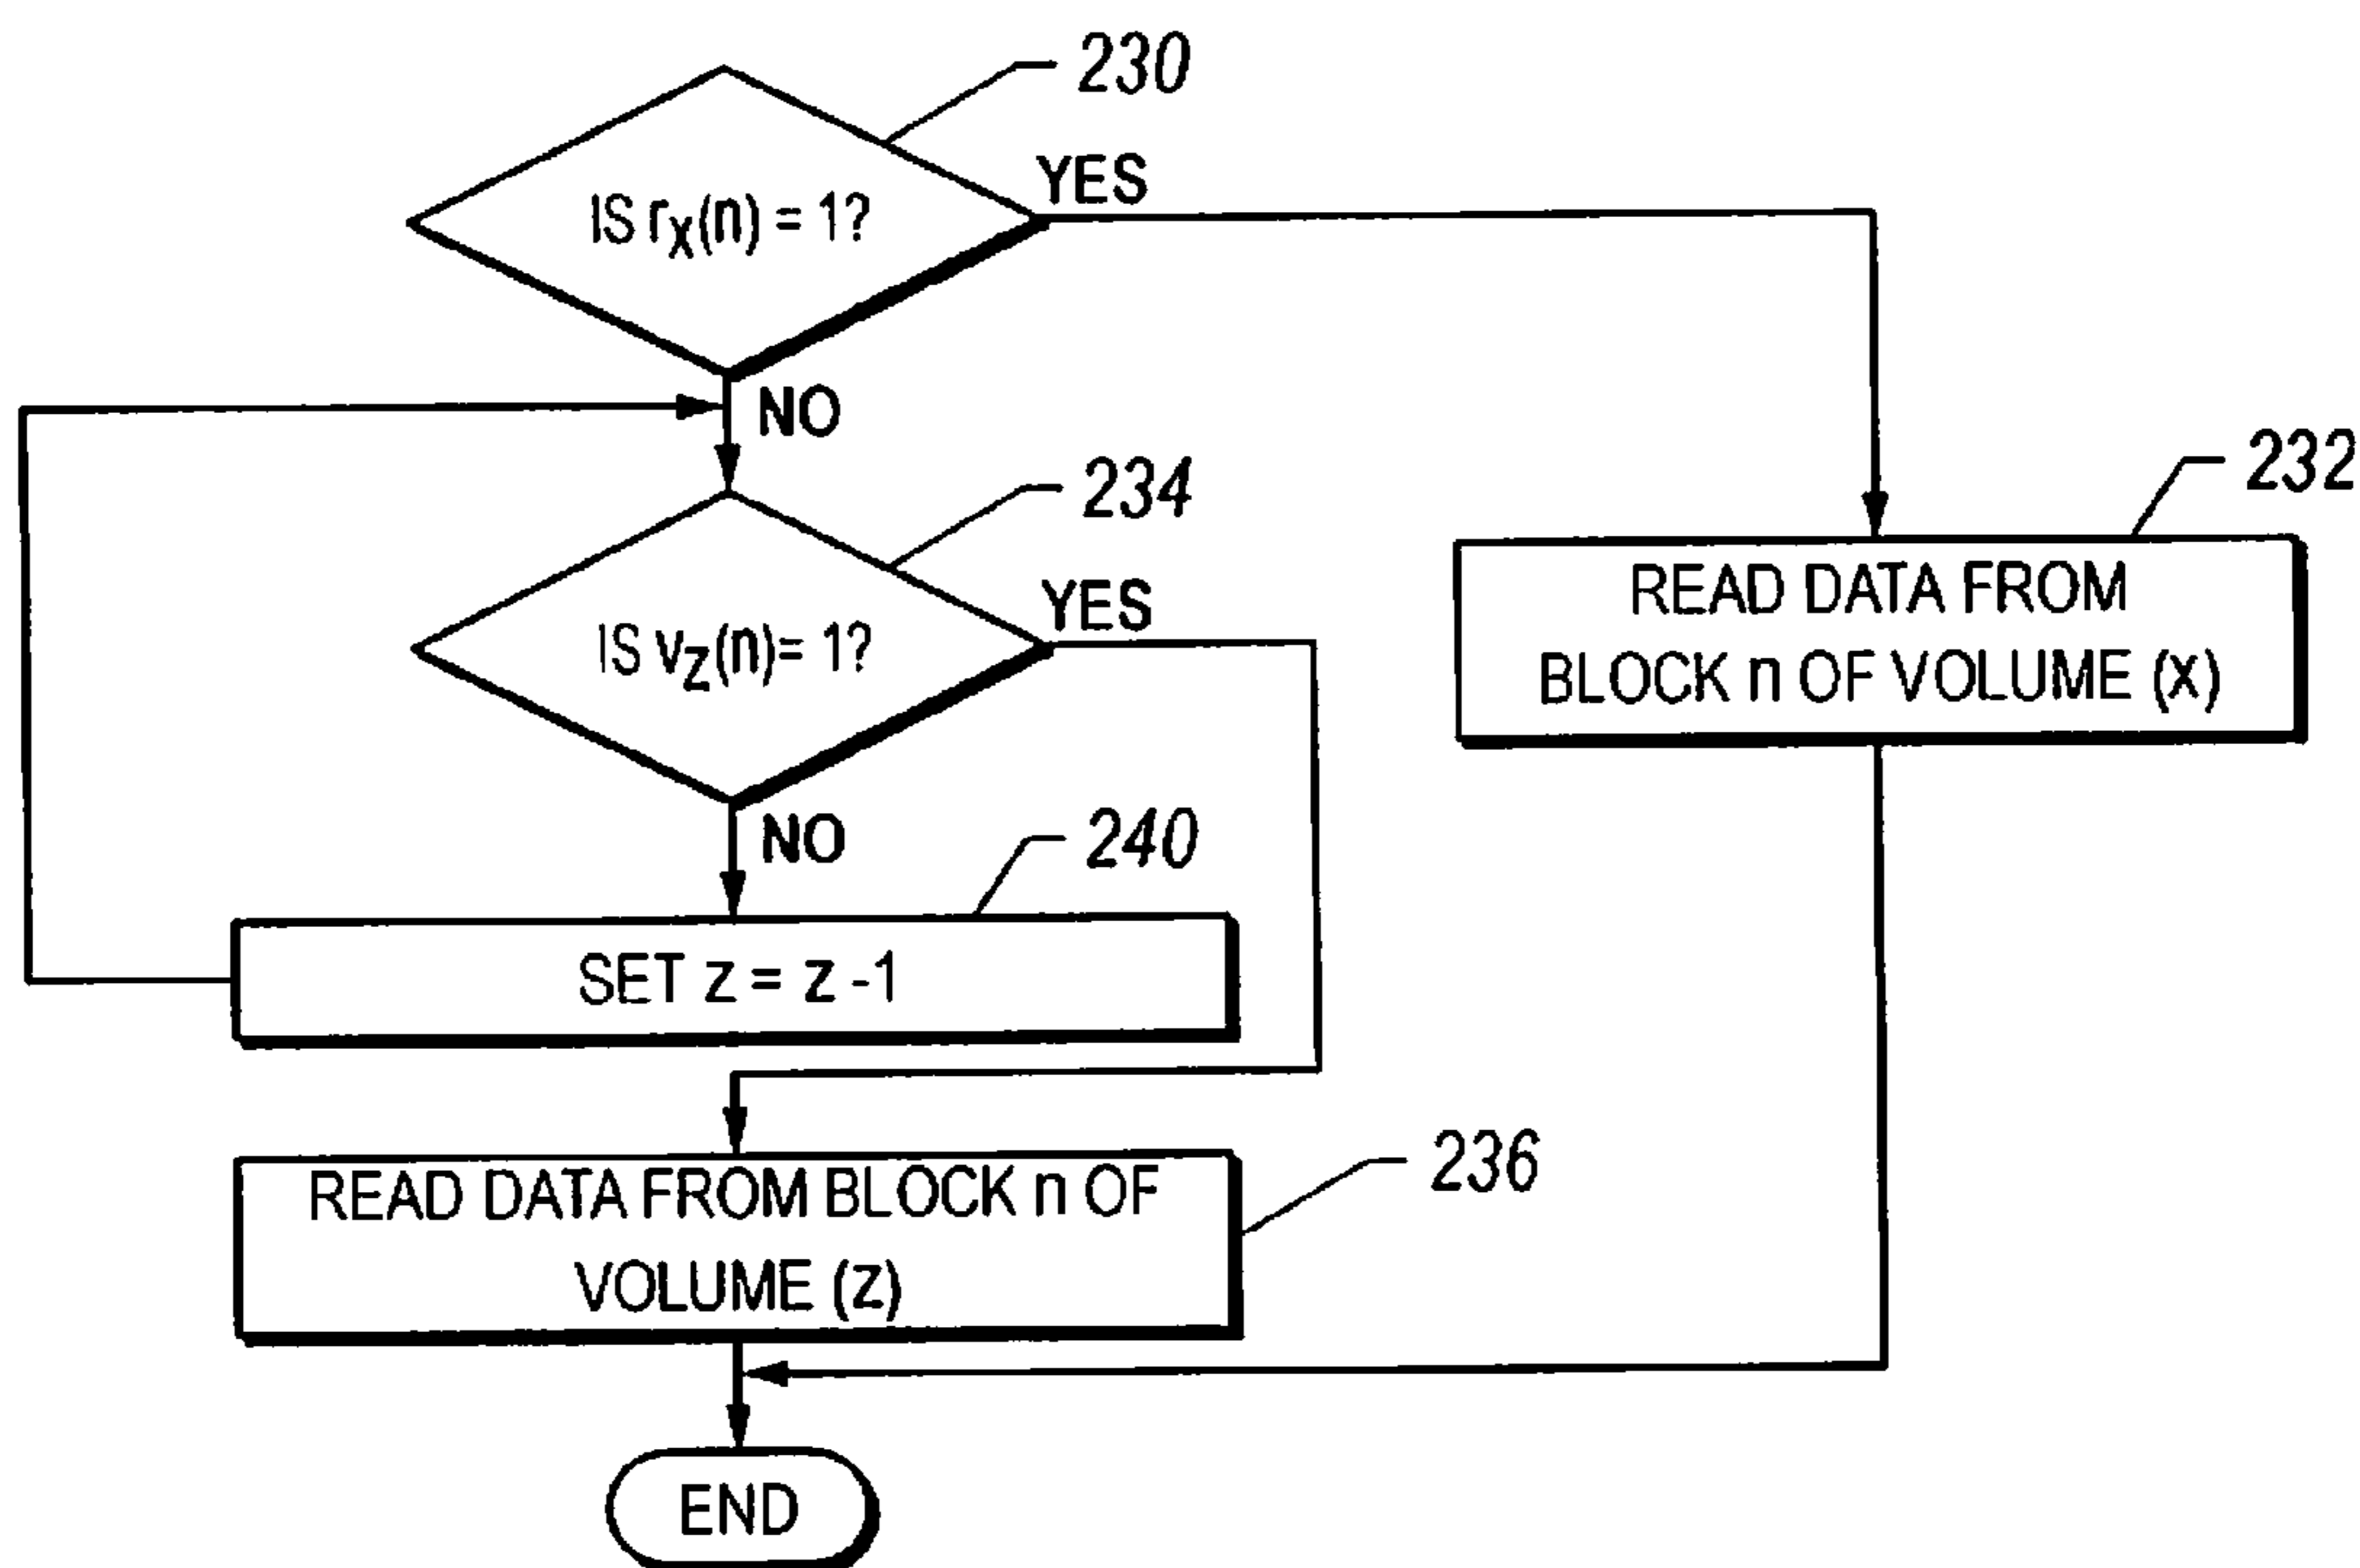 230
IS rX(n) = 1?
YES
NO
234
232
IS vZ(n)= 1?
YES
READ DATA FROM
BLOCK n OF VOLUME (x)
NO
240
SET z = z -1
READ DATA FROM BLOCK n OF
VOLUME (z)
236
END